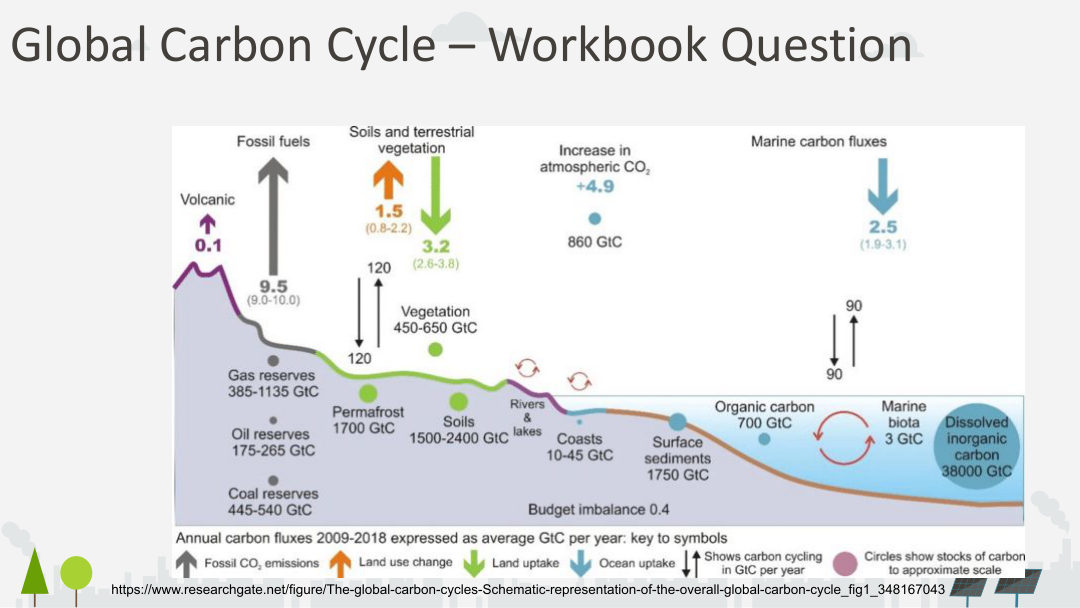 Global Carbon Cycle – Workbook Question
Fossil fuels
Soils and terrestrial
vegetation
Increase in
atmospheric CO₂
+4.9
860 GtC
Marine carbon fluxes
Volcanic
0.1
9.5
(9.0-10.0)
1.5
(0.8-2.2)
3.2
(2.6-3.8)
2.5
(1.9-3.1)
120
120
Vegetation
450-650 GtC
90
90
Gas reserves
385-1135 GtC
Oil reserves
175-265 GtC
Coal reserves
445-540 GtC
Permafrost
1700 GtC
Soils
1500-2400 GtC
Rivers
&
lakes
Coasts
10-45 GtC
Surface
sediments
1750 GtC
Organic carbon
700 GtC
Marine
biota
3 GtC
Dissolved
inorganic
carbon
38000 GtC
Budget imbalance 0.4
Annual carbon fluxes 2009-2018 expressed as average GtC per year: key to symbols
Fossil CO₂ emissions
Land use change
Land uptake
Ocean uptake
Shows carbon cycling
in GtC per year
Circles show stocks of carbon
to approximate scale
https://www.researchgate.net/figure/The-global-carbon-cycles-Schematic-representation-of-the-overall-global-carbon-cycle_fig1_348167043